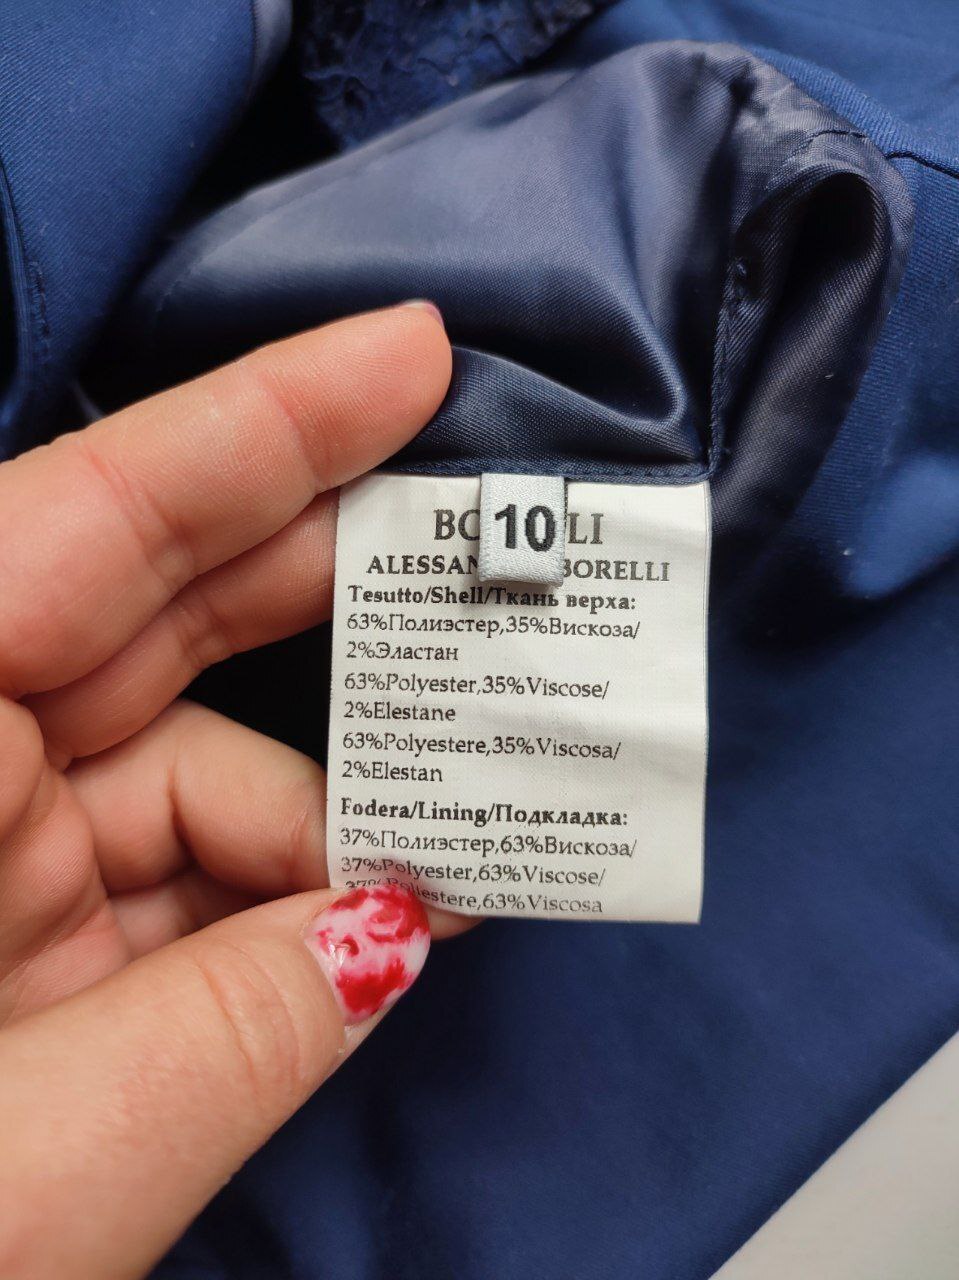 10
ALESSAN BORELLI
Tesutto/Shell/Ткань верха:
63%Полиэстер,35%Вискоза/
2%Эластан
63%Polyester,35%Viscose/
2%Elestane
63%Polyestere,35%Viscosa/
2%Elestan
Fodera/Lining/Подкладка:
37%Полиэстер,63%Вискоза/
37%Polyester,63%Viscose/
37% Poliestere,63%Viscosa